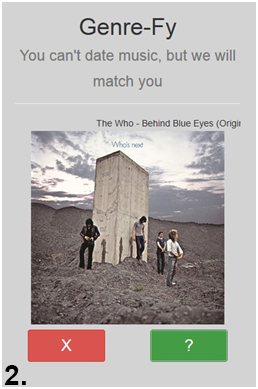 Genre-Fy
You can't date music, but we will
match you
The Who - Behind Blue Eyes (Origin
Who's next
X
?
2.